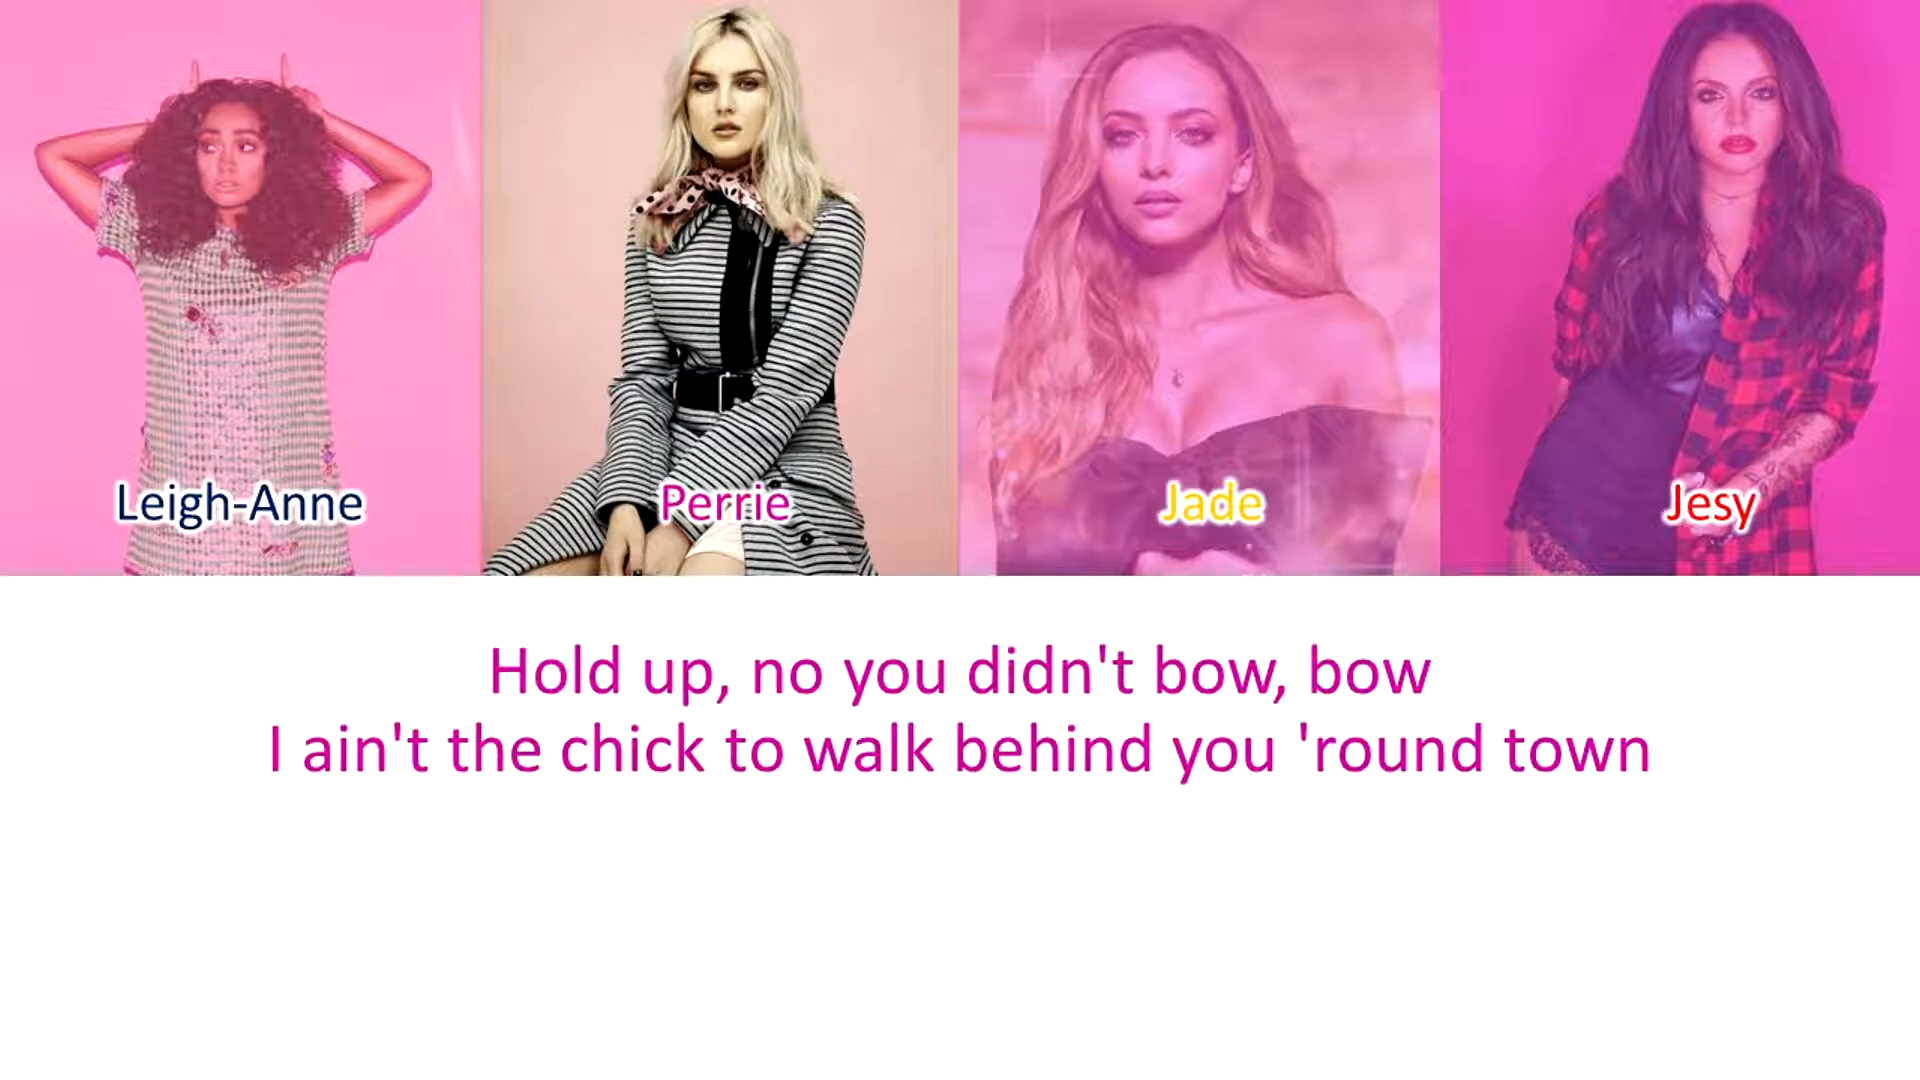 Leigh-Anne Perrie Jade Jesy
Hold up, no you didn't bow, bow
I ain't the chick to walk behind you 'round town